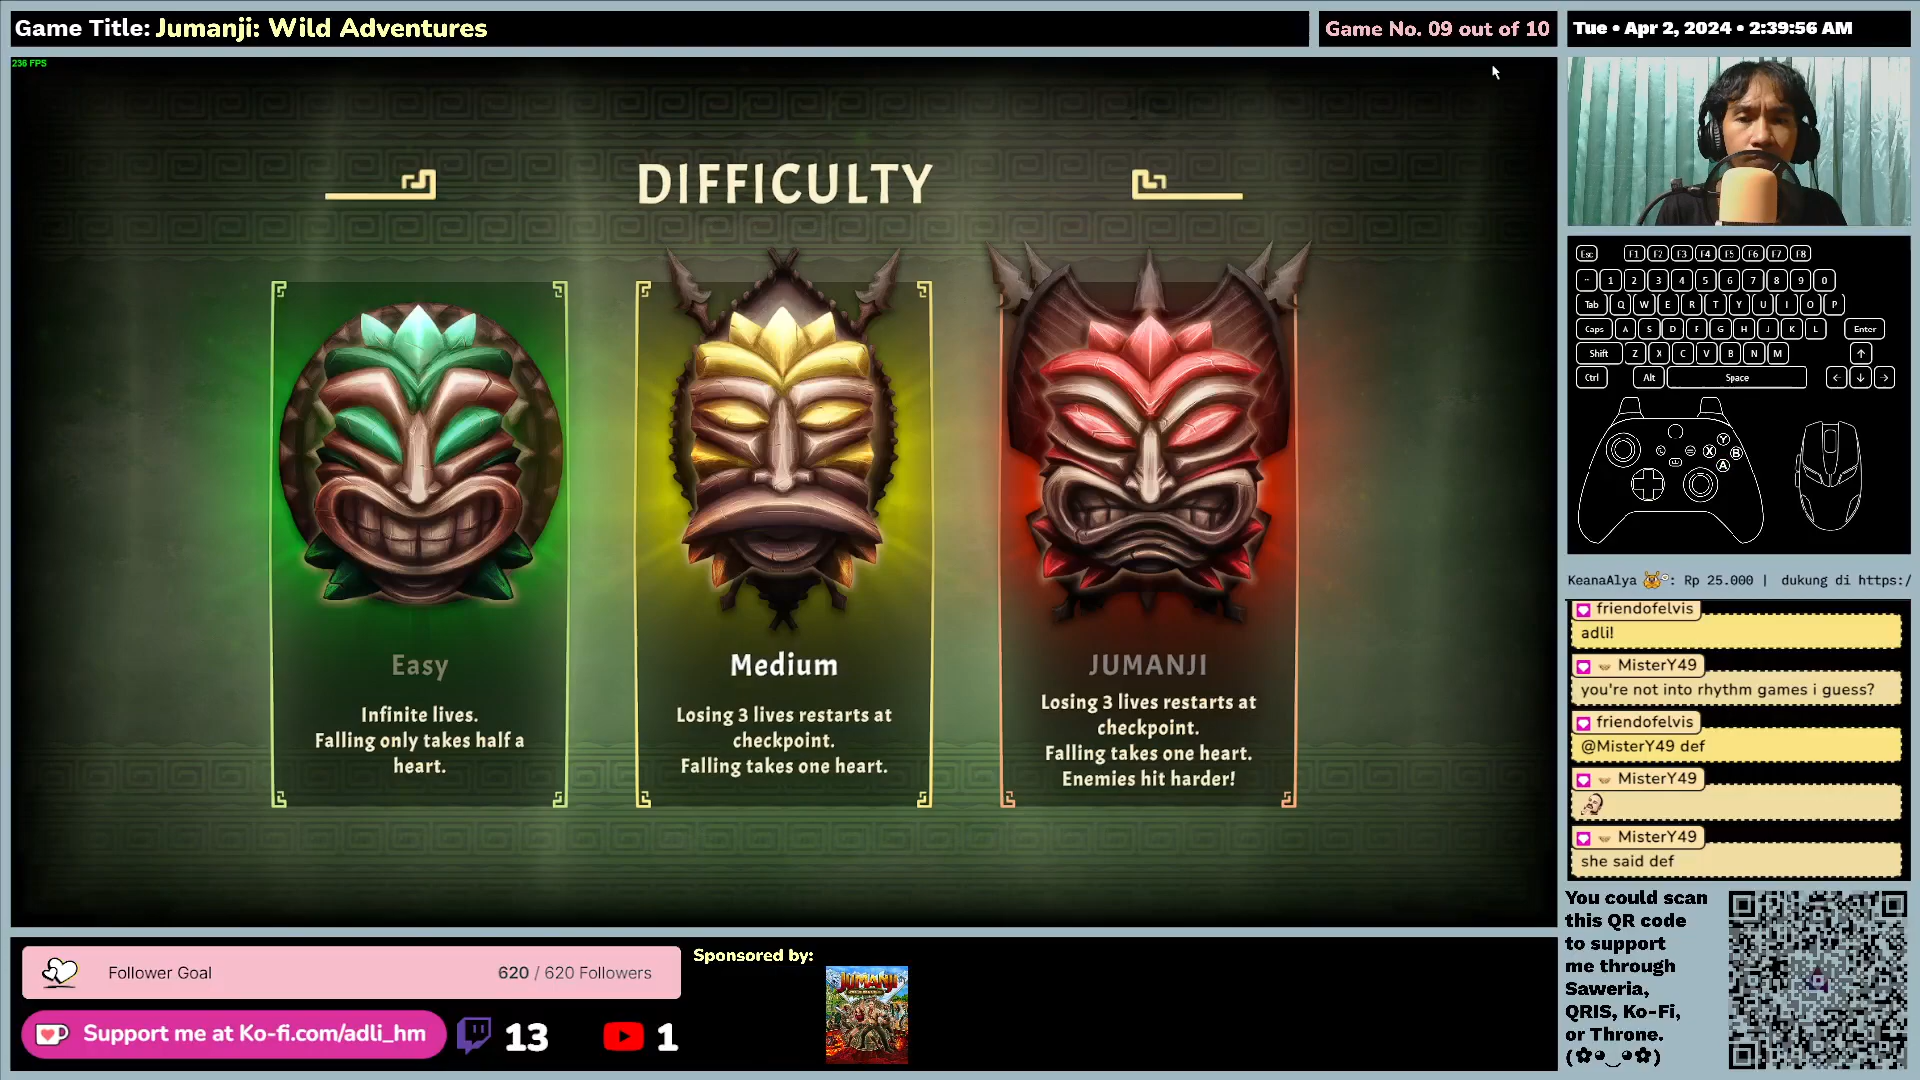 Game Title: Jumanji: Wild Adventures
Game No. 09 out of 10
Tue • Apr 2, 2024 • 2:39:56 AM
236 FPS
DIFFICULTY
Easy
Infinite lives.
Falling only takes half a
heart.
Medium
Losing 3 lives restarts at
checkpoint.
Falling takes one heart.
JUMANJI
Losing 3 lives restarts at
checkpoint.
Falling takes one heart.
Enemies hit harder!
Esc F1 F2 F3 F4 F5 F6 F7 F8
1 2 3 4 5 6 7 8 9 0
Tab Q W E R T Y U I O P
Caps A S D F G H J K L Enter
Shift Z X C V B N M ↑
Ctrl Alt Space ← ↓ →
Y
X B
A
KeanaAlya : Rp 25.000 | dukung di https:/
friendofelvis
adli!
MisterY49
you're not into rhythm games i guess?
friendofelvis
@MisterY49 def
MisterY49
MisterY49
she said def
You could scan
this QR code
to support
me through
Saweria,
QRIS, Ko-Fi,
or Throne.
(✿◕‿◕✿)
Follower Goal
620 / 620 Followers
Support me at Ko-fi.com/adli_hm
13
1
Sponsored by:
JUMANJI